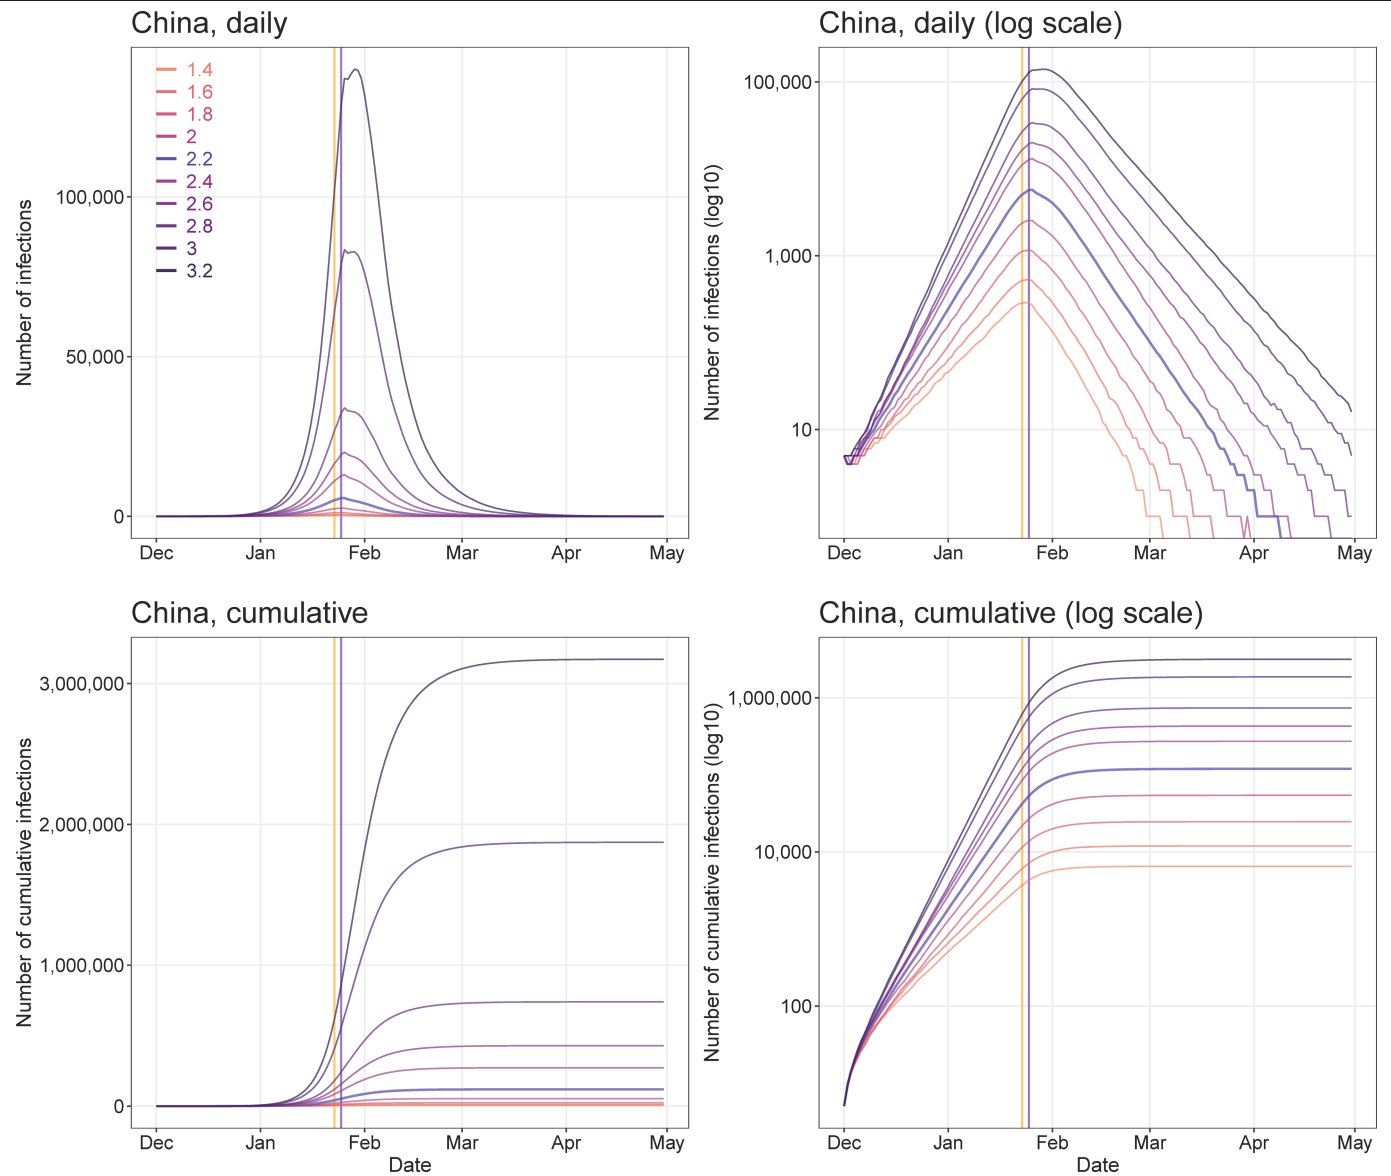 China, daily
1.4
1.6
1.8
2
2.2
2.4
2.6
2.8
3
3.2
100,000
50,000
0
Number of infections
Dec Jan Feb Mar Apr May
China, daily (log scale)
100,000
1,000
10
Number of infections (log10)
Dec Jan Feb Mar Apr May
China, cumulative
3,000,000
2,000,000
1,000,000
0
Number of cumulative infections
Dec Jan Feb Mar Apr May
Date
China, cumulative (log scale)
1,000,000
10,000
100
Number of cumulative infections (log10)
Dec Jan Feb Mar Apr May
Date